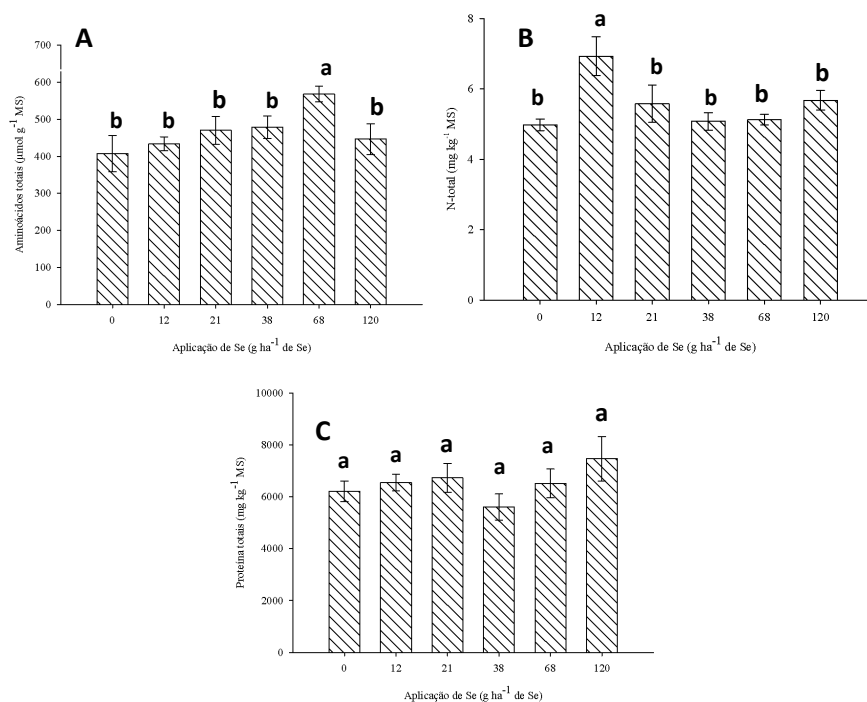 A
700
600
500
400
300
200
100
0
Aminoácidos totais (µmol g⁻¹ MS)
b b b b a b
0 12 21 38 68 120
Aplicação de Se (g ha⁻¹ de Se)
B
8
6
4
2
0
N-total (mg kg⁻¹ MS)
b a b b b b
0 12 21 38 68 120
Aplicação de Se (g ha⁻¹ de Se)
C
10000
8000
6000
4000
2000
0
Proteína totais (mg kg⁻¹ MS)
a a a a a a
0 12 21 38 68 120
Aplicação de Se (g ha⁻¹ de Se)